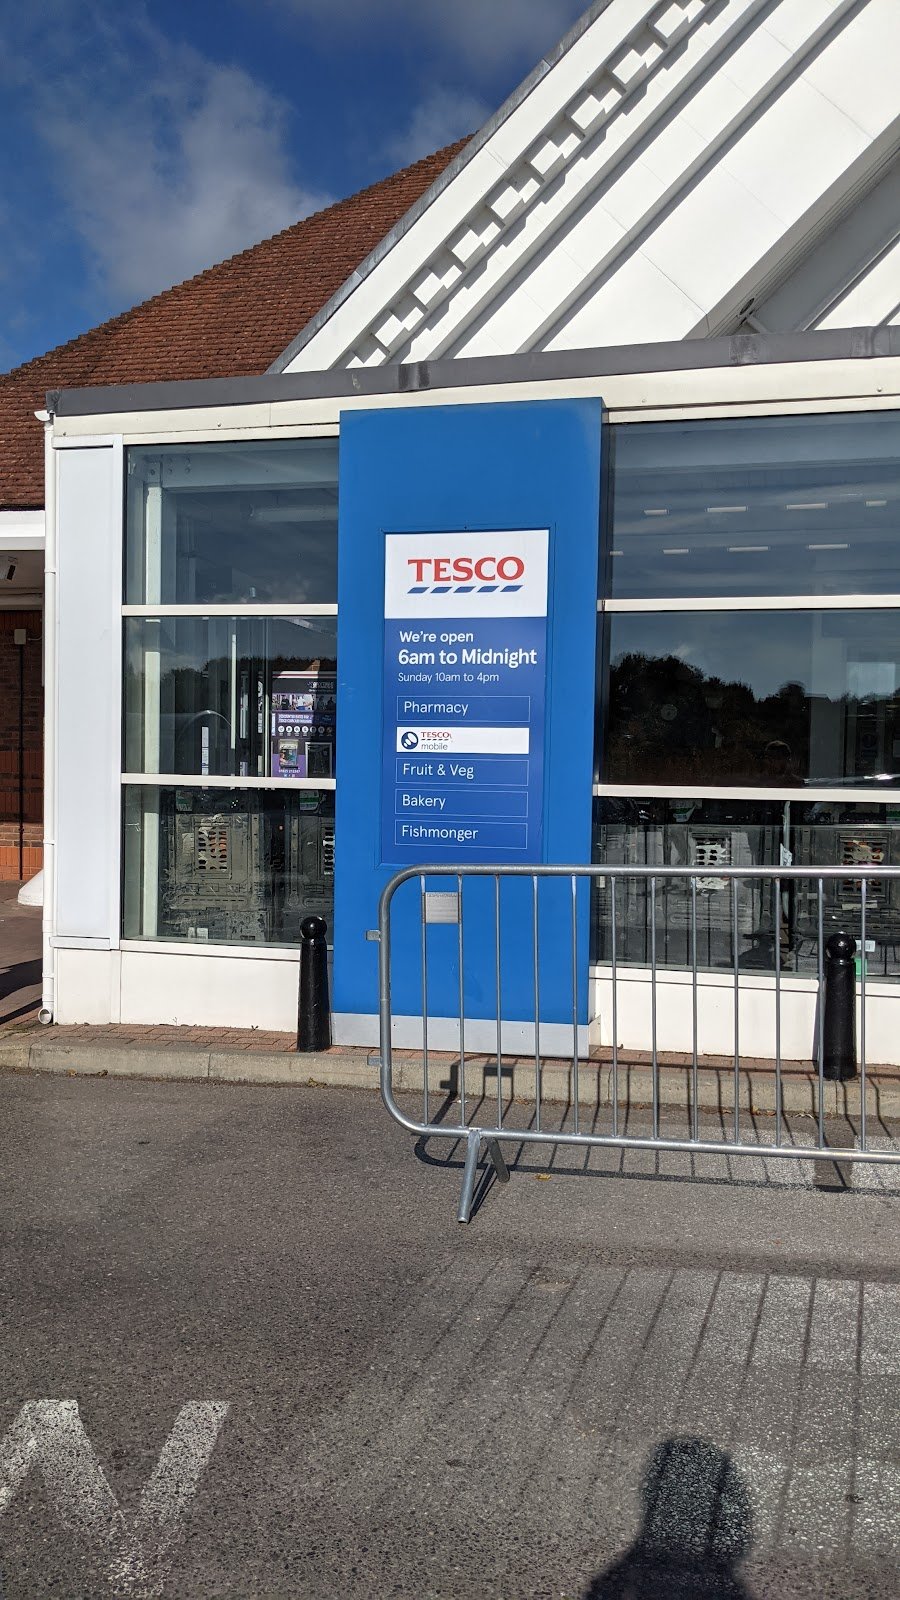 TESCO
We're open
6am to Midnight
Sunday 10am to 4pm
Pharmacy
TESCO
mobile
Fruit & Veg
Bakery
Fishmonger